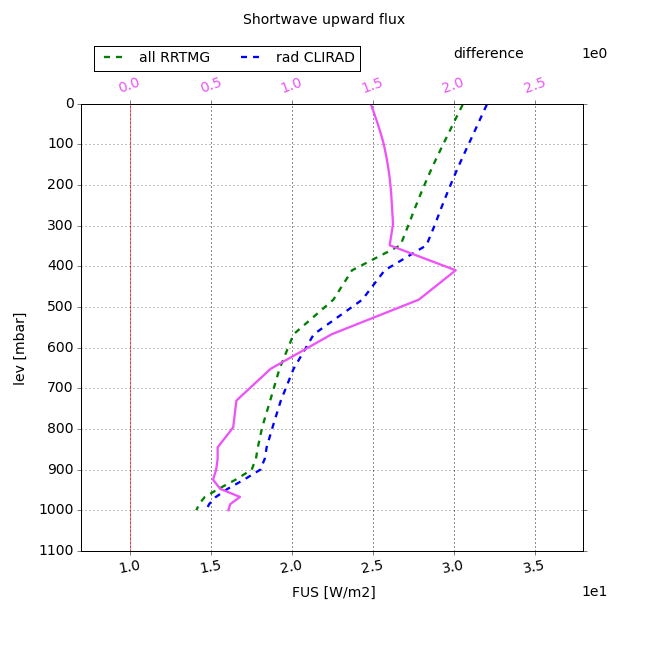 Shortwave upward flux
all RRTMG rad CLIRAD difference 1e0
0.0 0.5 1.0 1.5 2.0 2.5
0
100
200
300
400
500
600
700
800
900
1000
1100
lev [mbar]
1.0 1.5 2.0 2.5 3.0 3.5
FUS [W/m2] 1e1